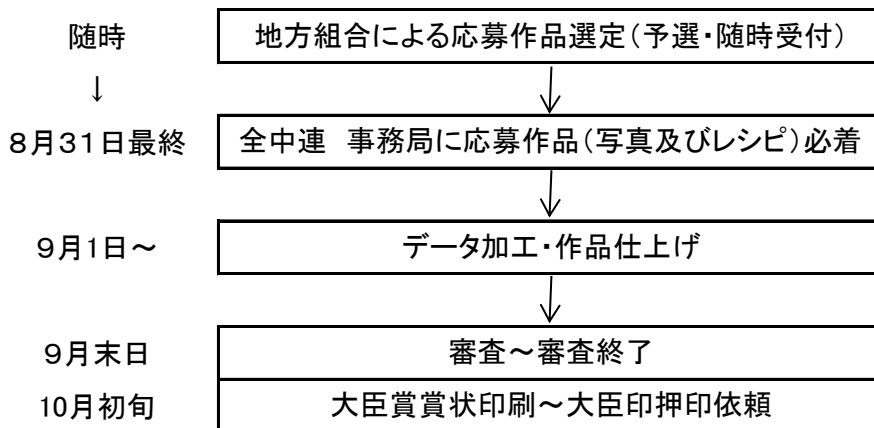 随時 地方組合による応募作品選定（予選・随時受付）
↓
８月３１日最終 全中連　事務局に応募作品（写真及びレシピ）必着
９月１日～ データ加工・作品仕上げ
９月末日 審査～審査終了
10月初旬 大臣賞賞状印刷～大臣印押印依頼